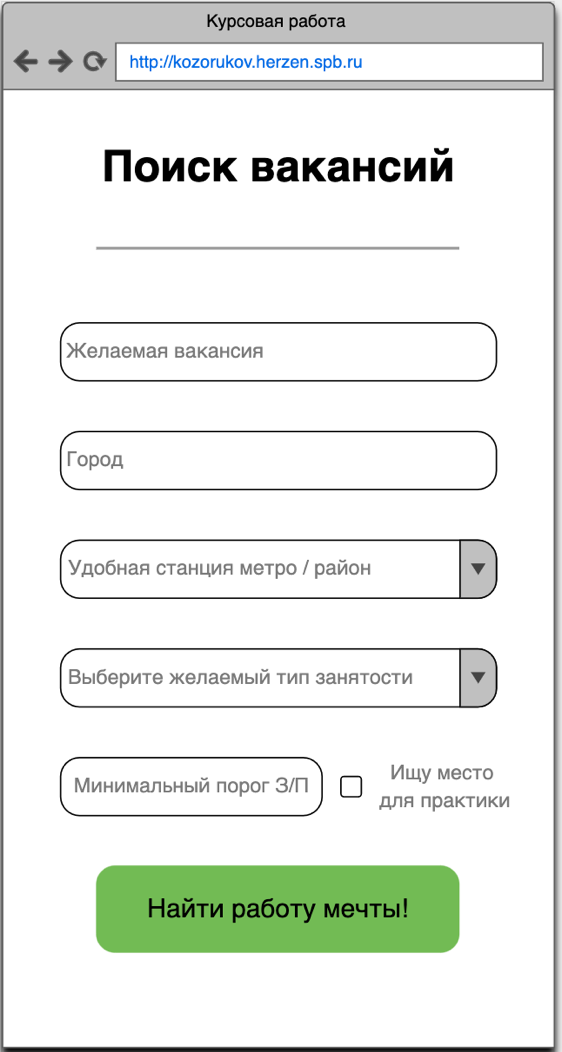 Курсовая работа
http://kozorukov.herzen.spb.ru
Поиск вакансий
Желаемая вакансия
Город
Удобная станция метро / район
Выберите желаемый тип занятости
Минимальный порог З/П
Ищу место
для практики
Найти работу мечты!